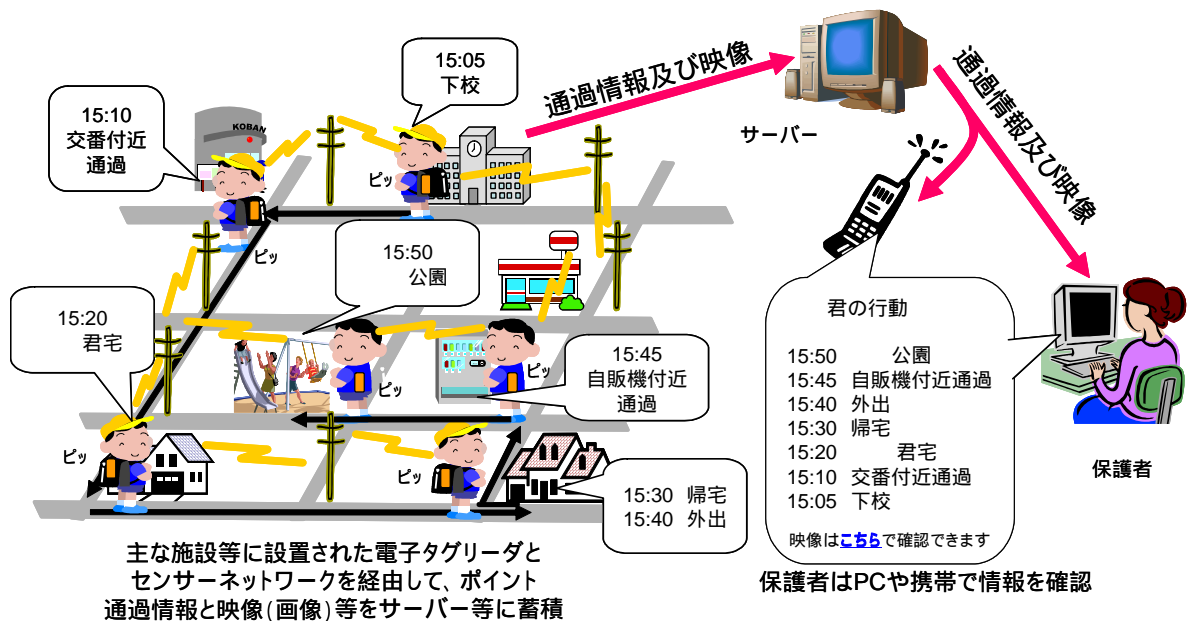 15:05
下校
通過情報及び映像
サーバー
通過情報及び映像
15:10
交番付近
通過
KOBAN
ピッ
ピッ
15:50
公園
15:20
君宅
15:45
自販機付近
通過
ピッ
ピッ
ピッ
ピッ
15:30 帰宅
15:40 外出
君の行動
15:50 公園
15:45 自販機付近通過
15:40 外出
15:30 帰宅
15:20 君宅
15:10 交番付近通過
15:05 下校
映像はこちらで確認できます
保護者
主な施設等に設置された電子タグリーダと
センサーネットワークを経由して、ポイント
通過情報と映像(画像)等をサーバー等に蓄積
保護者はPCや携帯で情報を確認